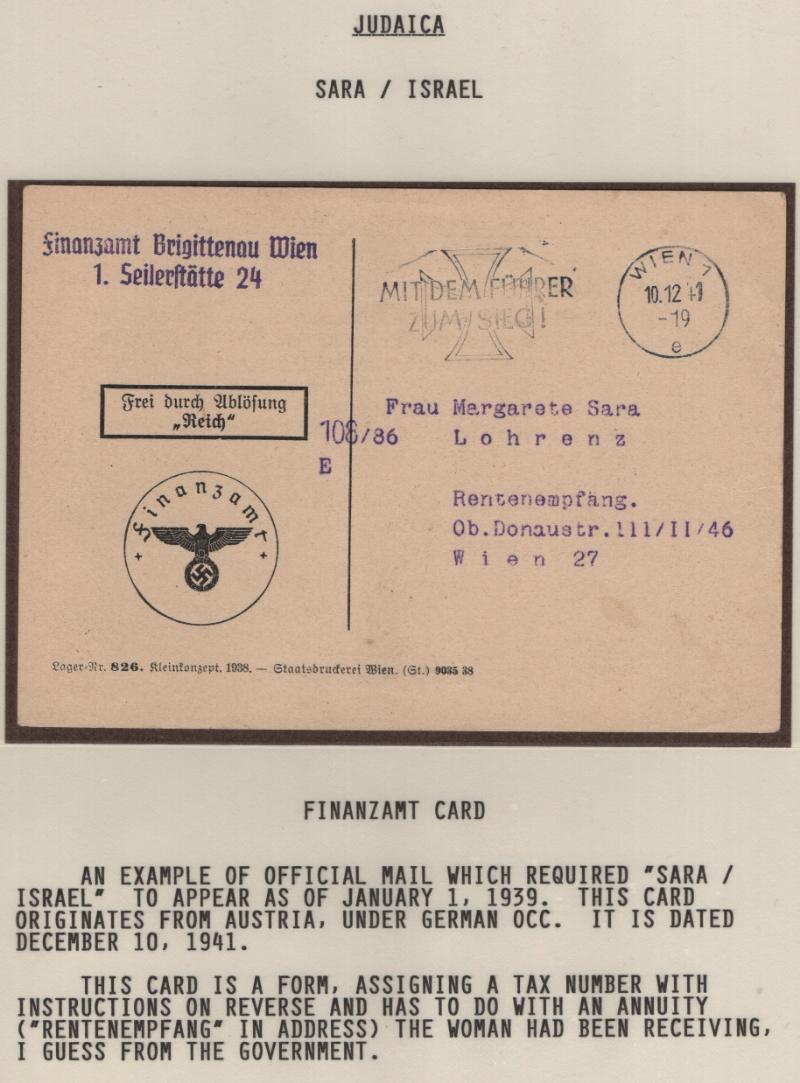 JUDAICA
SARA / ISRAEL
Finanzamt Brigittenau Wien
1. Seilerstätte 24
MIT DEM FÜHRER
ZUM SIEG!
WIEN 7
10.12 41
-19
e
Frei durch Ablösung
„Reich“
108/86
E
Frau Margarete Sara
L o h r e n z
Rentenempfäng.
Ob.Donaustr.111/II/46
W i e n 27
Finanzamt
Lager-Nr. 826. Kleinkonzept. 1938. — Staatsdruckerei Wien. (St.) 9035 38
FINANZAMT CARD
AN EXAMPLE OF OFFICIAL MAIL WHICH REQUIRED "SARA /
ISRAEL" TO APPEAR AS OF JANUARY 1, 1939. THIS CARD
ORIGINATES FROM AUSTRIA, UNDER GERMAN OCC. IT IS DATED
DECEMBER 10, 1941.
THIS CARD IS A FORM, ASSIGNING A TAX NUMBER WITH
INSTRUCTIONS ON REVERSE AND HAS TO DO WITH AN ANNUITY
("RENTENEMPFANG" IN ADDRESS) THE WOMAN HAD BEEN RECEIVING,
I GUESS FROM THE GOVERNMENT.